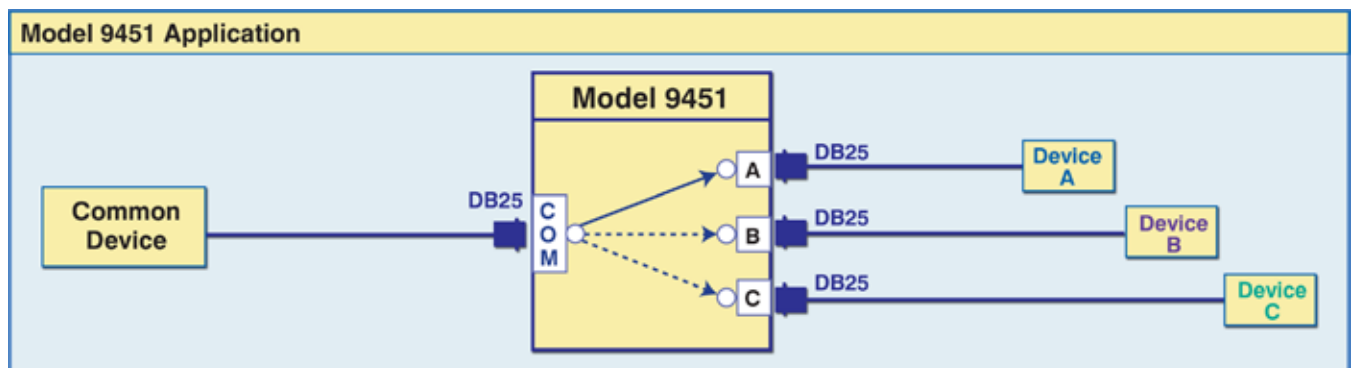 Model 9451 Application
Model 9451
Common
Device
DB25
C
O
M
A
DB25
Device
A
B
DB25
Device
B
C
DB25
Device
C